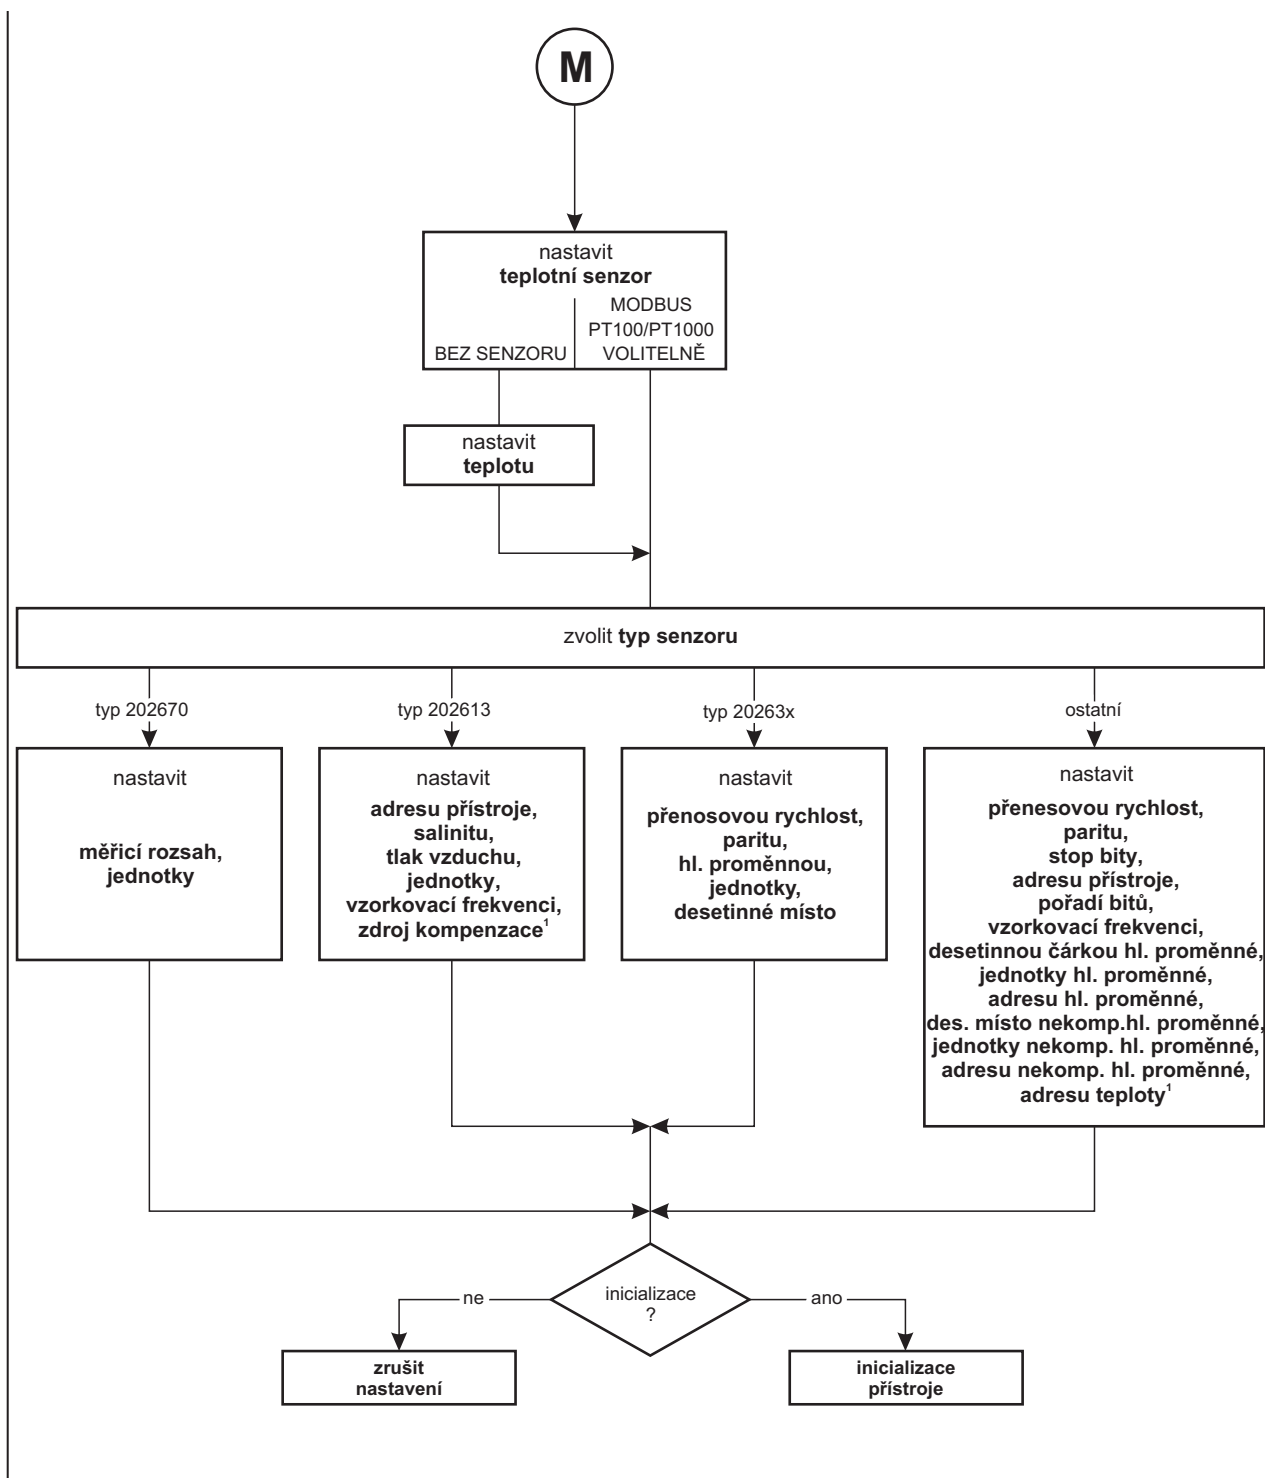 M
nastavit
teplotní senzor
BEZ SENZORU
MODBUS
PT100/PT1000
VOLITELNĚ
nastavit
teplotu
zvolit typ senzoru
typ 202670
typ 202613
typ 20263x
ostatní
nastavit
měřicí rozsah,
jednotky
nastavit
adresu přístroje,
salinitu,
tlak vzduchu,
jednotky,
vzorkovací frekvenci,
zdroj kompenzace¹
nastavit
přenosovou rychlost,
paritu,
hl. proměnnou,
jednotky,
desetinné místo
nastavit
přenesovou rychlost,
paritu,
stop bity,
adresu přístroje,
pořadí bitů,
vzorkovací frekvenci,
desetinnou čárkou hl. proměnné,
jednotky hl. proměnné,
adresu hl. proměnné,
des. místo nekomp.hl. proměnné,
jednotky nekomp. hl. proměnné,
adresu nekomp. hl. proměnné,
adresu teploty¹
inicializace
?
ne
ano
zrušit
nastavení
inicializace
přístroje